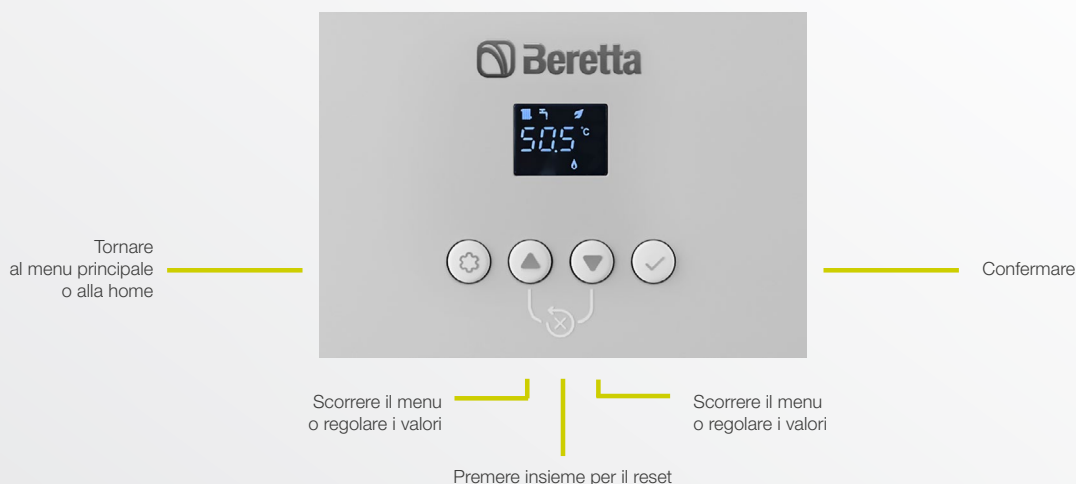 Beretta
50.5 °C
Tornare
al menu principale
o alla home
Confermare
Scorrere il menu
o regolare i valori
Scorrere il menu
o regolare i valori
Premere insieme per il reset